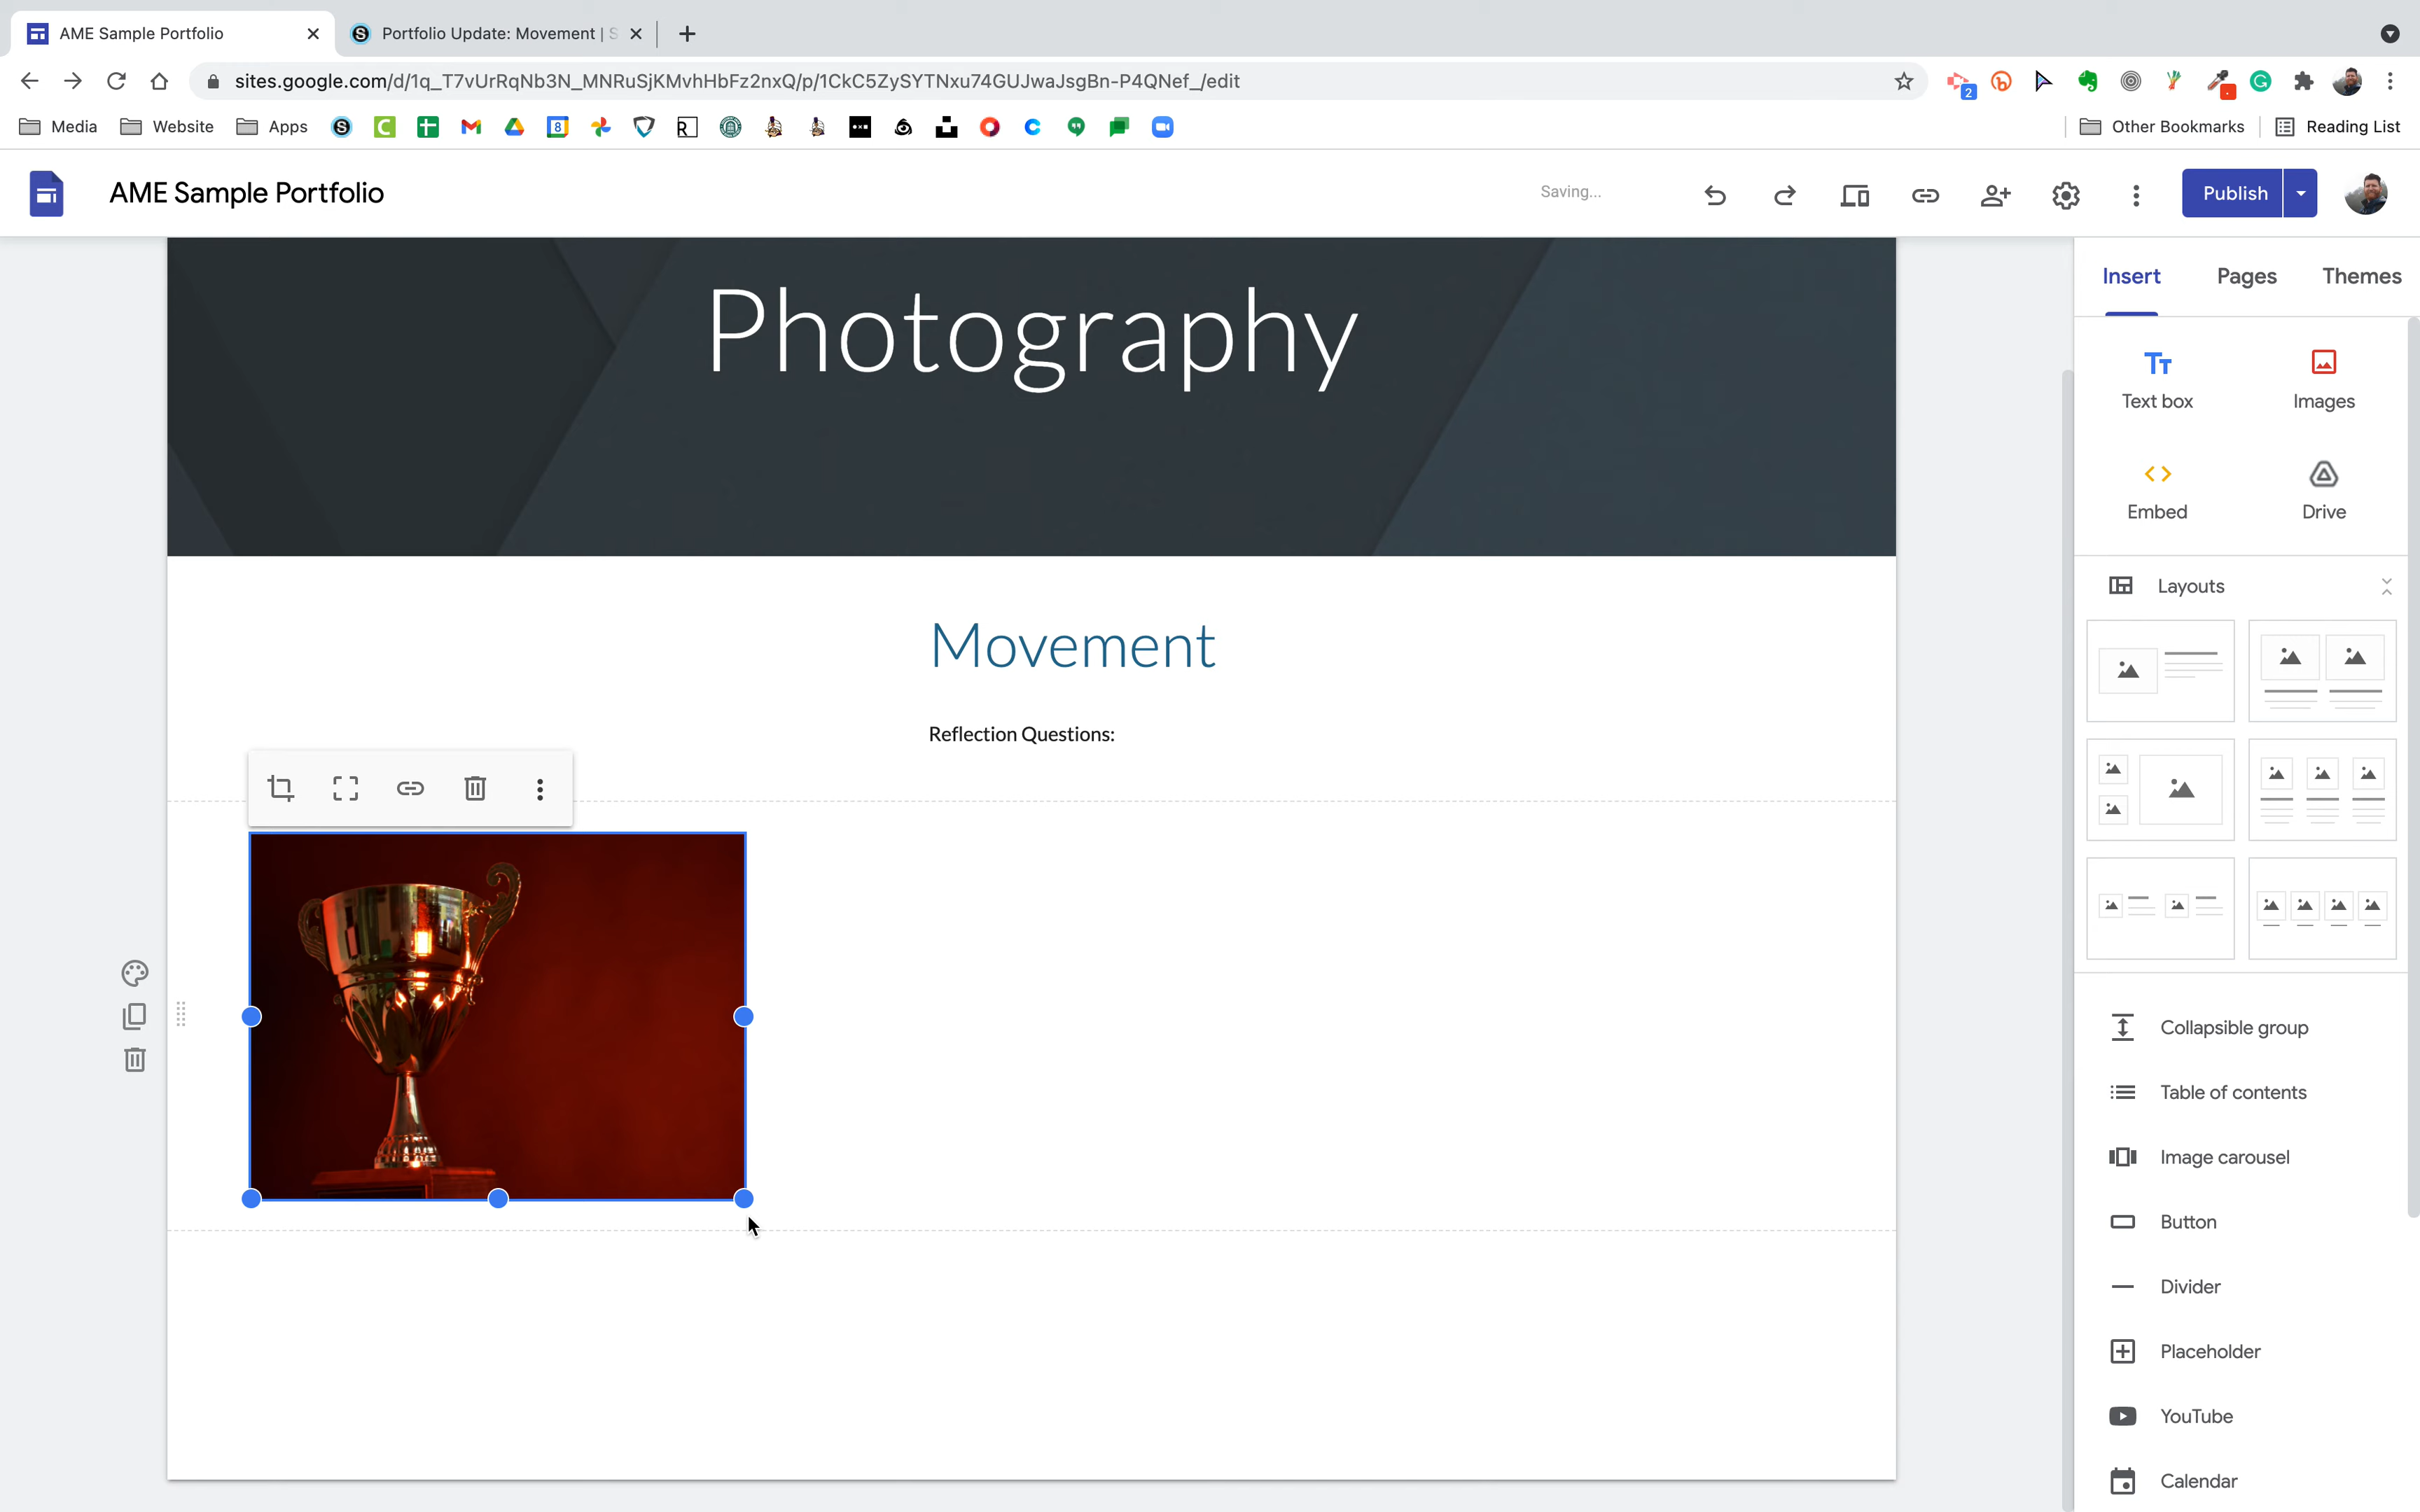 AME Sample Portfolio
Portfolio Update: Movement | S
sites.google.com/d/1q_T7vUrRqNb3N_MNRuSjKMvhHbFz2nxQ/p/1CkC5ZySYTNxu74GUJwaJsgBn-P4QNef_/edit
2
Media
Website
Apps
8
Other Bookmarks
Reading List
AME Sample Portfolio
Saving...
Publish
Insert
Pages
Themes
Photography
Text box
Images
Embed
Drive
Layouts
Movement
Reflection Questions:
Collapsible group
Table of contents
Image carousel
Button
Divider
Placeholder
YouTube
Calendar